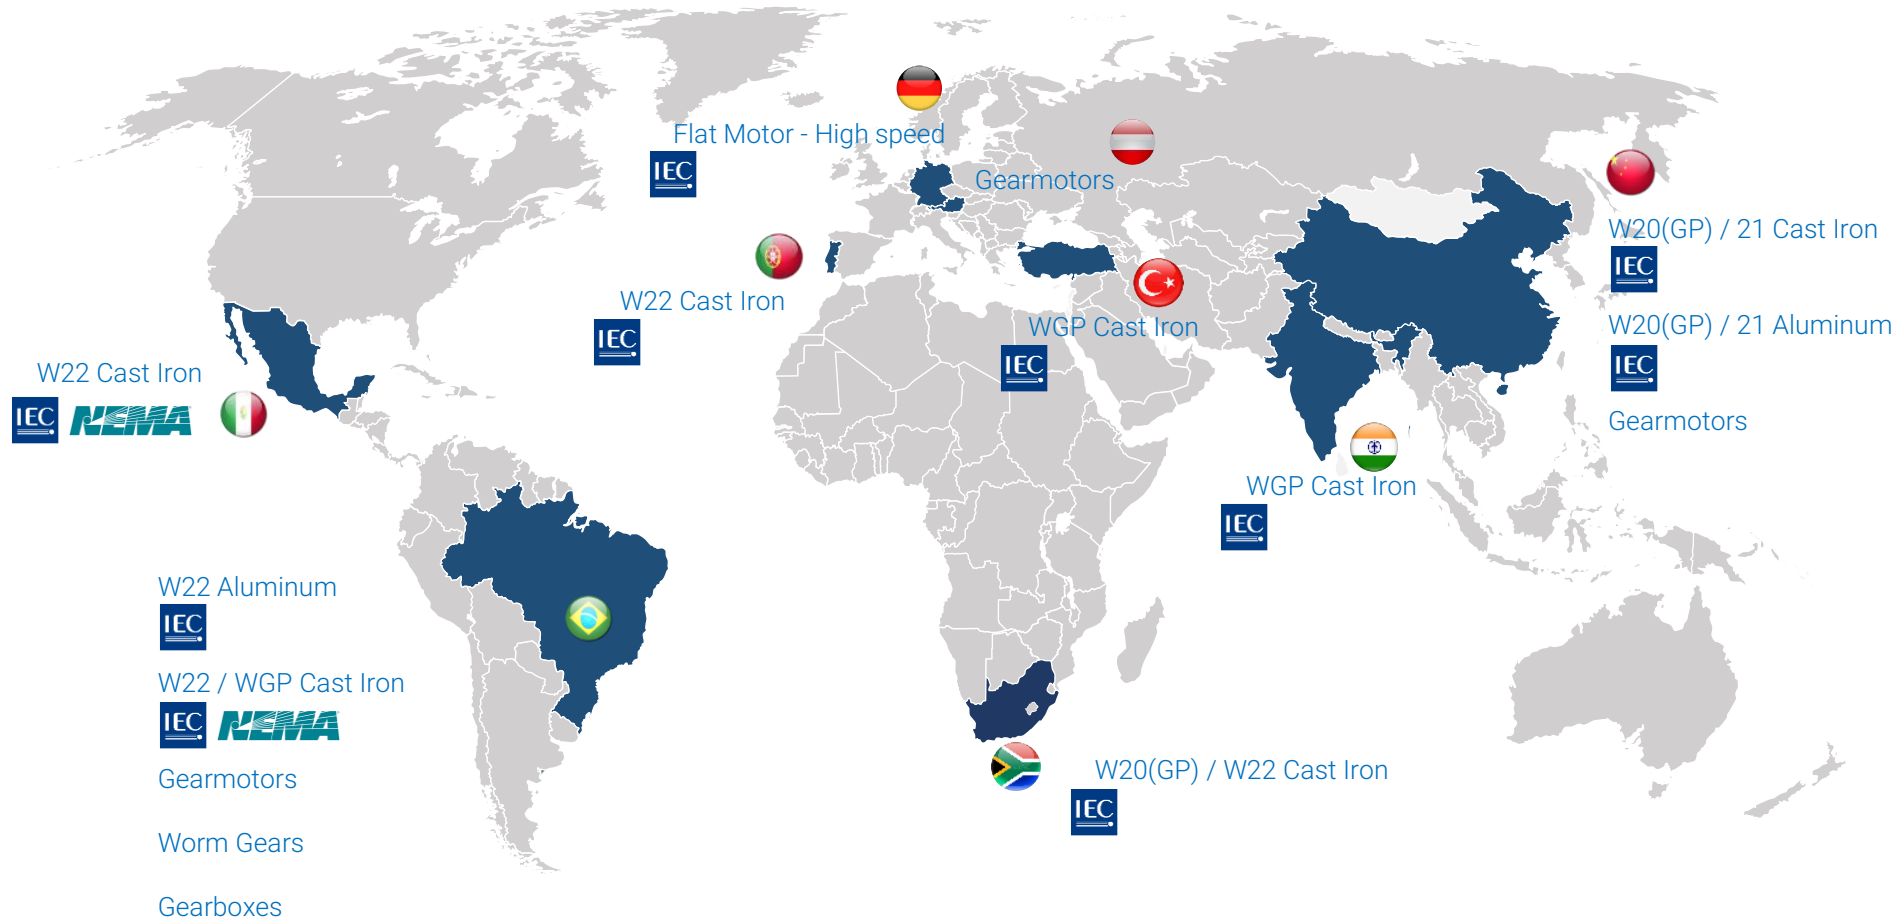 Flat Motor - High speed
IEC
Gearmotors
W20(GP) / 21 Cast Iron
IEC
W20(GP) / 21 Aluminum
IEC
Gearmotors
W22 Cast Iron
IEC
WGP Cast Iron
IEC
W22 Cast Iron
IEC NEMA
WGP Cast Iron
IEC
W22 Aluminum
IEC
W22 / WGP Cast Iron
IEC NEMA
Gearmotors
Worm Gears
Gearboxes
W20(GP) / W22 Cast Iron
IEC